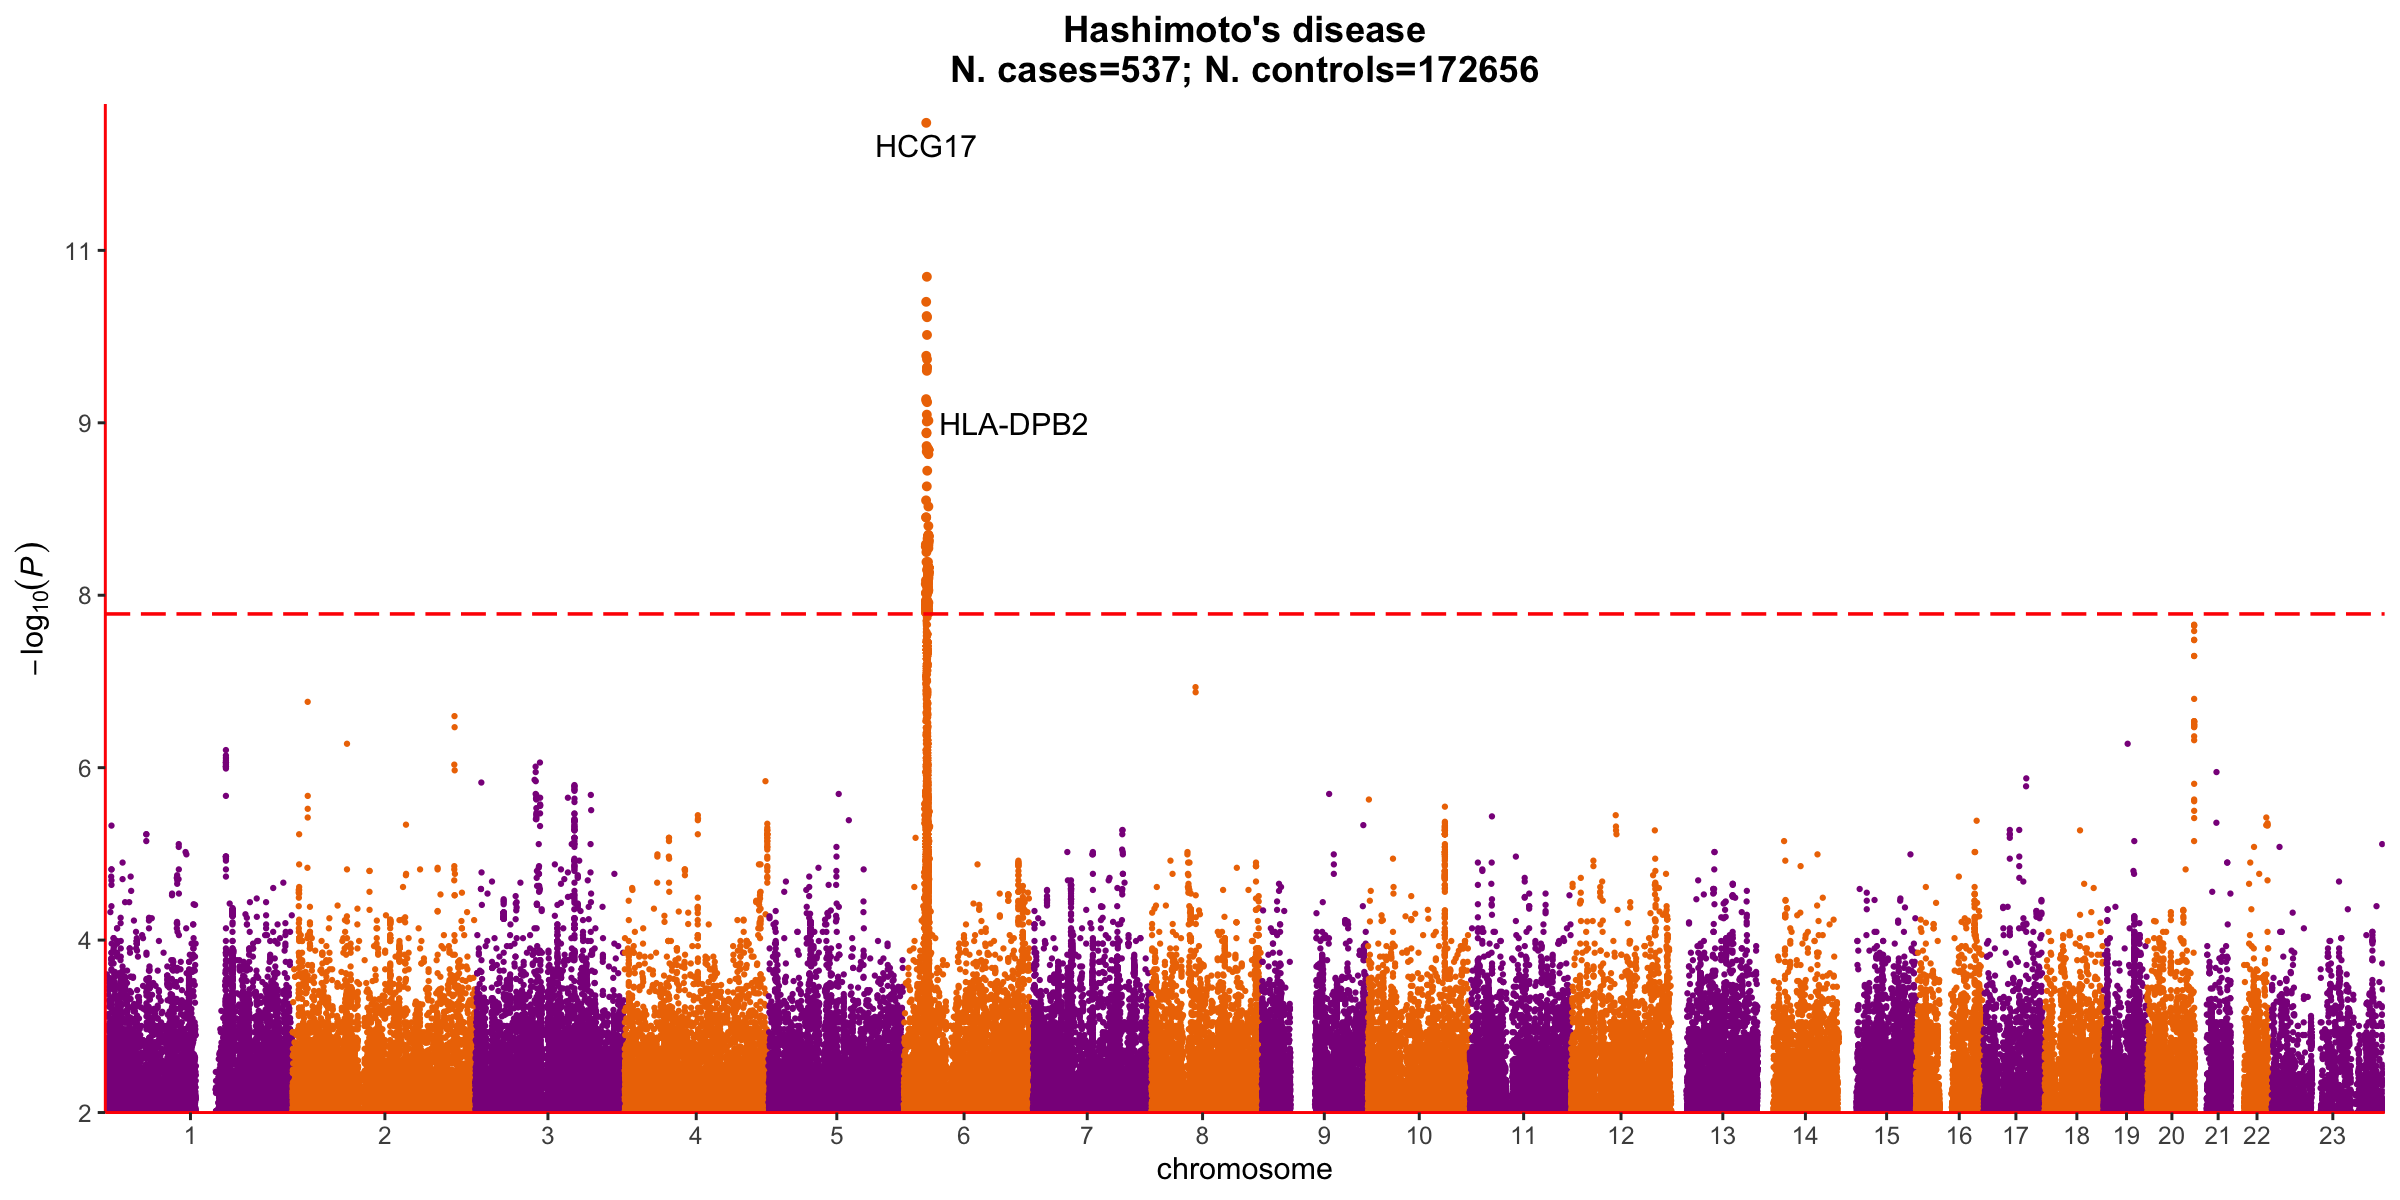 Hashimoto's disease
N. cases=537; N. controls=172656
HCG17
11
9
HLA-DPB2
8
6
4
2
−log10(P)
1 2 3 4 5 6 7 8 9 10 11 12 13 14 15 16 17 18 19 20 21 22 23
chromosome